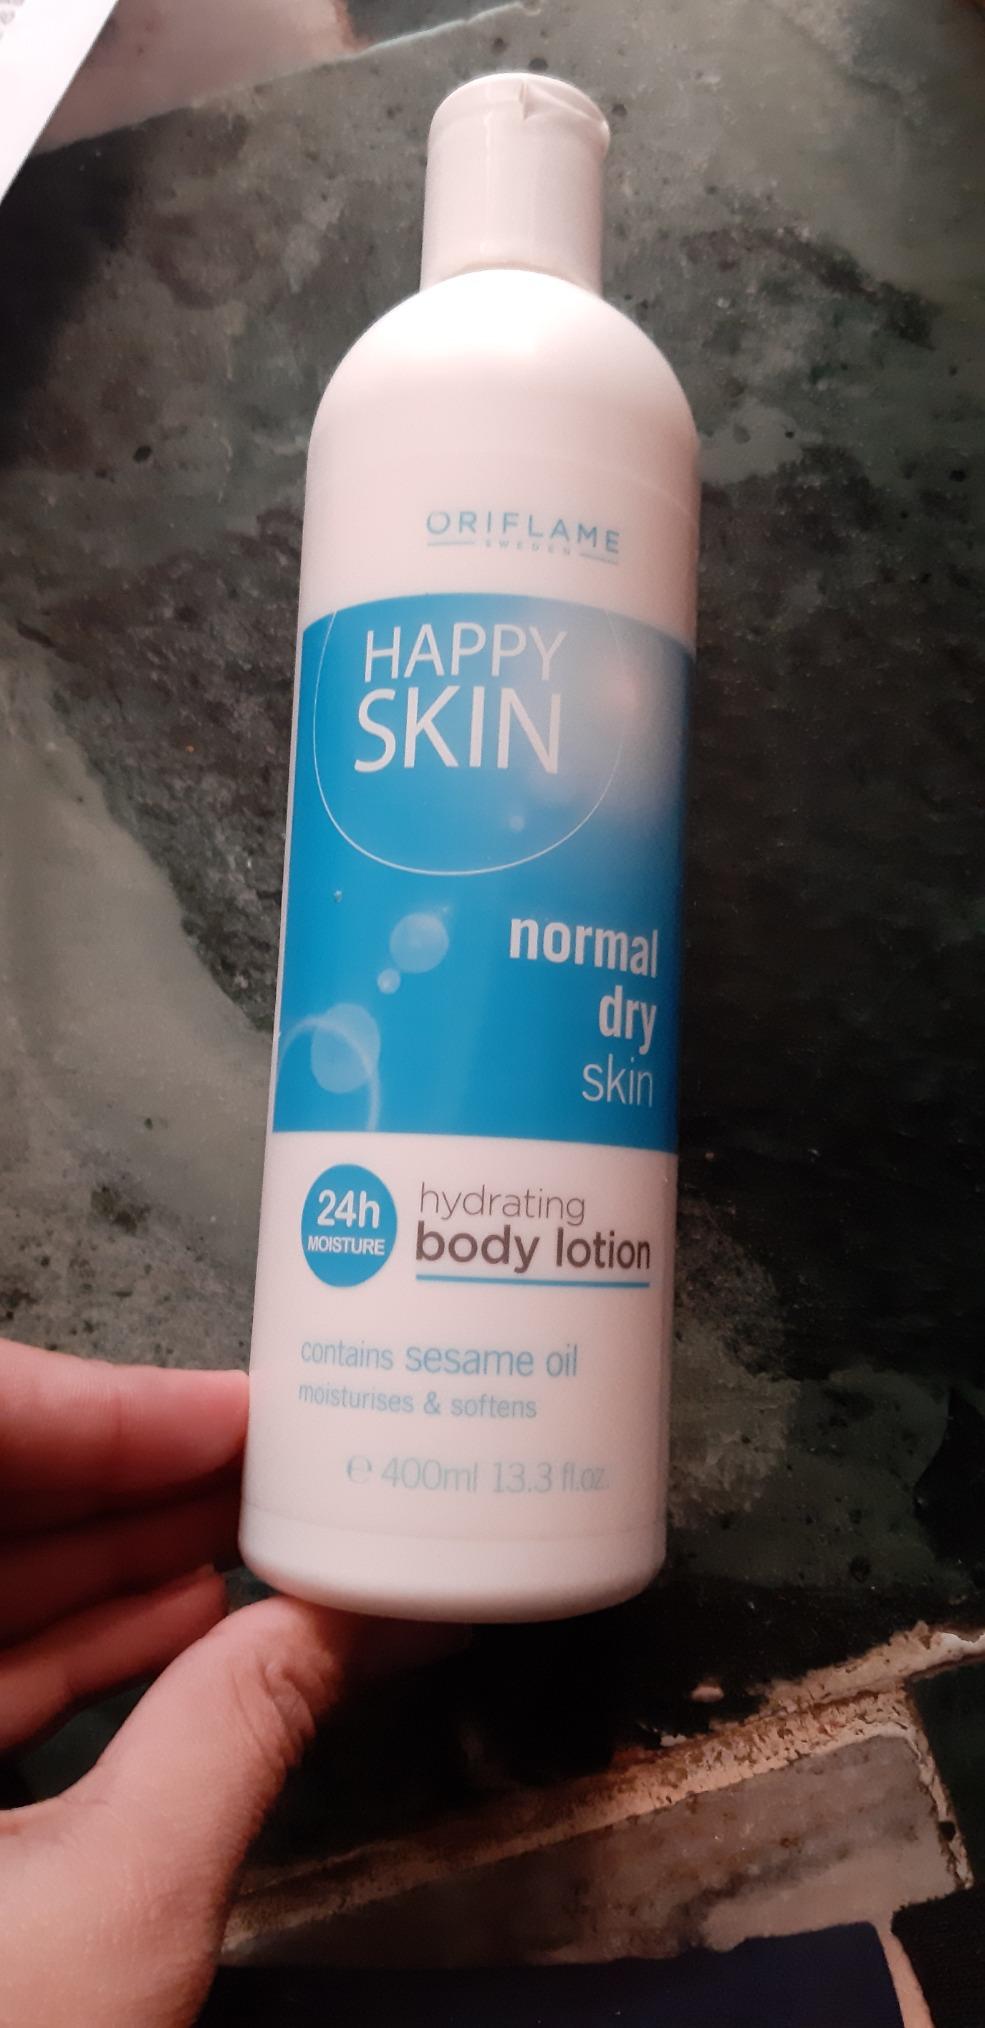 ORIFLAME
SWEDEN
HAPPY
SKIN
normal
dry
skin
24h
MOISTURE
hydrating
body lotion
contains sesame oil
moisturises & softens
℮ 400ml 13.3 fl.oz.